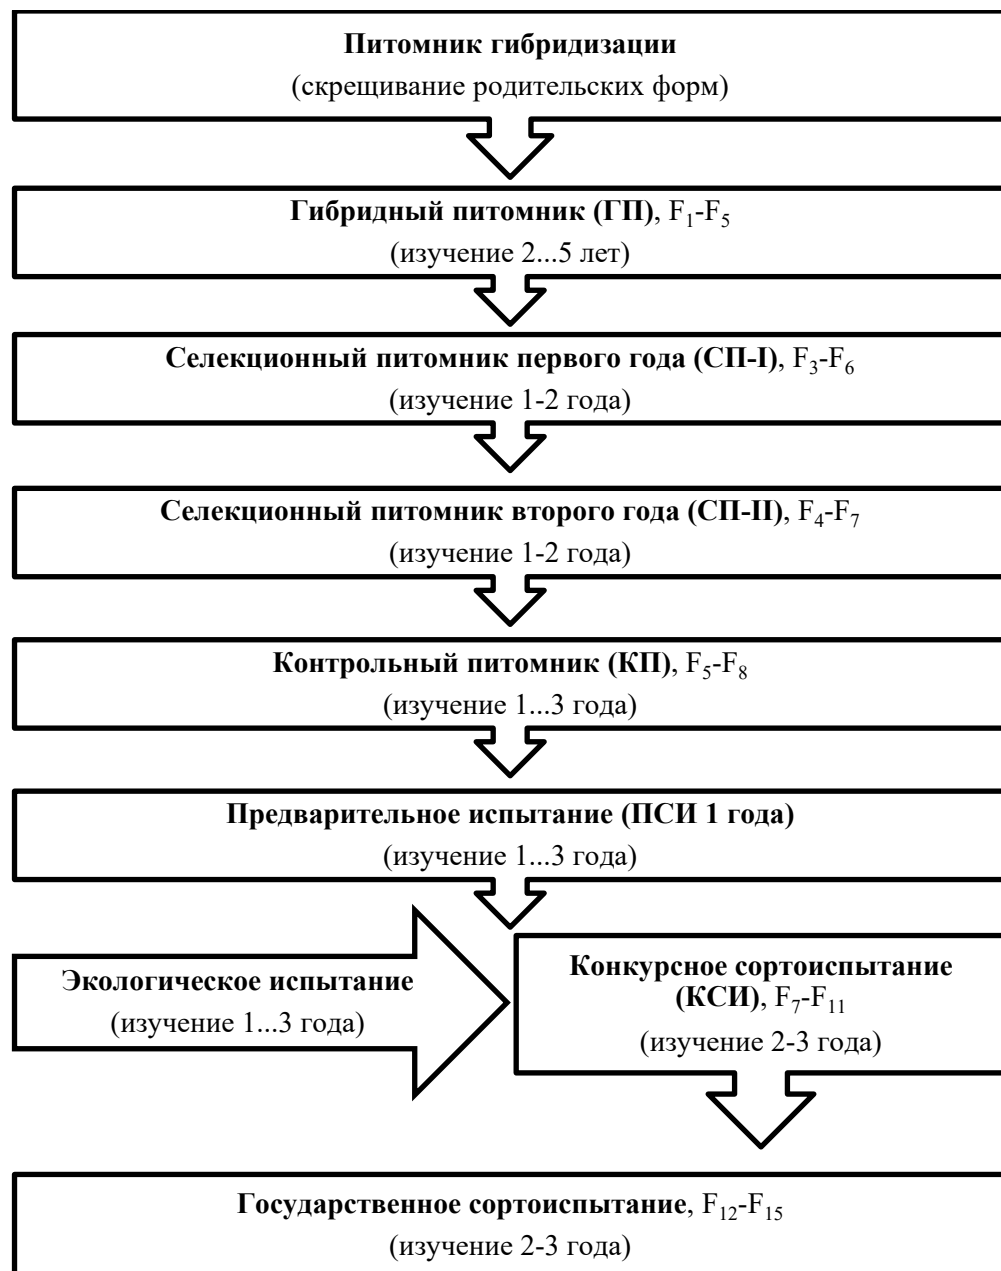 Питомник гибридизации
(скрещивание родительских форм)
Гибридный питомник (ГП), F₁-F₅
(изучение 2...5 лет)
Селекционный питомник первого года (СП-I), F₃-F₆
(изучение 1-2 года)
Селекционный питомник второго года (СП-II), F₄-F₇
(изучение 1-2 года)
Контрольный питомник (КП), F₅-F₈
(изучение 1...3 года)
Предварительное испытание (ПСИ 1 года)
(изучение 1...3 года)
Экологическое испытание
(изучение 1...3 года)
Конкурсное сортоиспытание
(КСИ), F₇-F₁₁
(изучение 2-3 года)
Государственное сортоиспытание, F₁₂-F₁₅
(изучение 2-3 года)